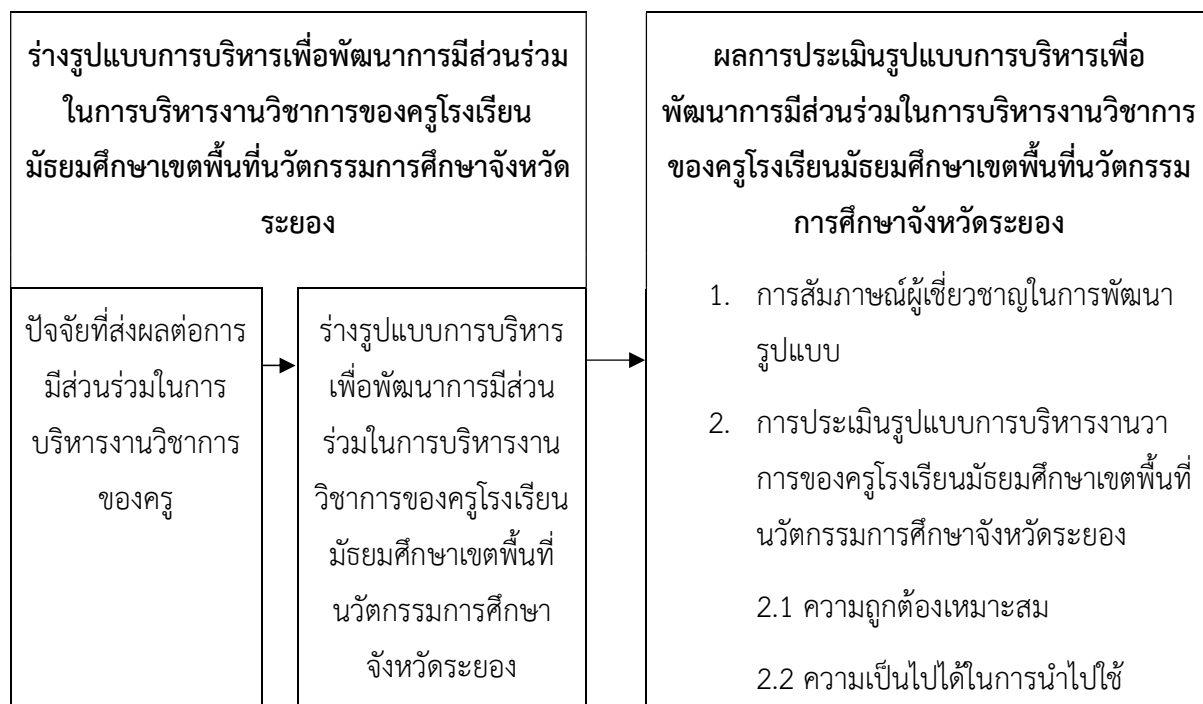 ร่างรูปแบบการบริหารเพื่อพัฒนาการมีส่วนร่วม
ในการบริหารงานวิชาการของครูโรงเรียน
มัธยมศึกษาเขตพื้นที่นวัตกรรมการศึกษาจังหวัด
ระยอง
ปัจจัยที่ส่งผลต่อการ
มีส่วนร่วมในการ
บริหารงานวิชาการ
ของครู
ร่างรูปแบบการบริหาร
เพื่อพัฒนาการมีส่วน
ร่วมในการบริหารงาน
วิชาการของครูโรงเรียน
มัธยมศึกษาเขตพื้นที่
นวัตกรรมการศึกษา
จังหวัดระยอง
ผลการประเมินรูปแบบการบริหารเพื่อ
พัฒนาการมีส่วนร่วมในการบริหารงานวิชาการ
ของครูโรงเรียนมัธยมศึกษาเขตพื้นที่นวัตกรรม
การศึกษาจังหวัดระยอง
1. การสัมภาษณ์ผู้เชี่ยวชาญในการพัฒนา
รูปแบบ
2. การประเมินรูปแบบการบริหารงานวา
การของครูโรงเรียนมัธยมศึกษาเขตพื้นที่
นวัตกรรมการศึกษาจังหวัดระยอง
2.1 ความถูกต้องเหมาะสม
2.2 ความเป็นไปได้ในการนำไปใช้